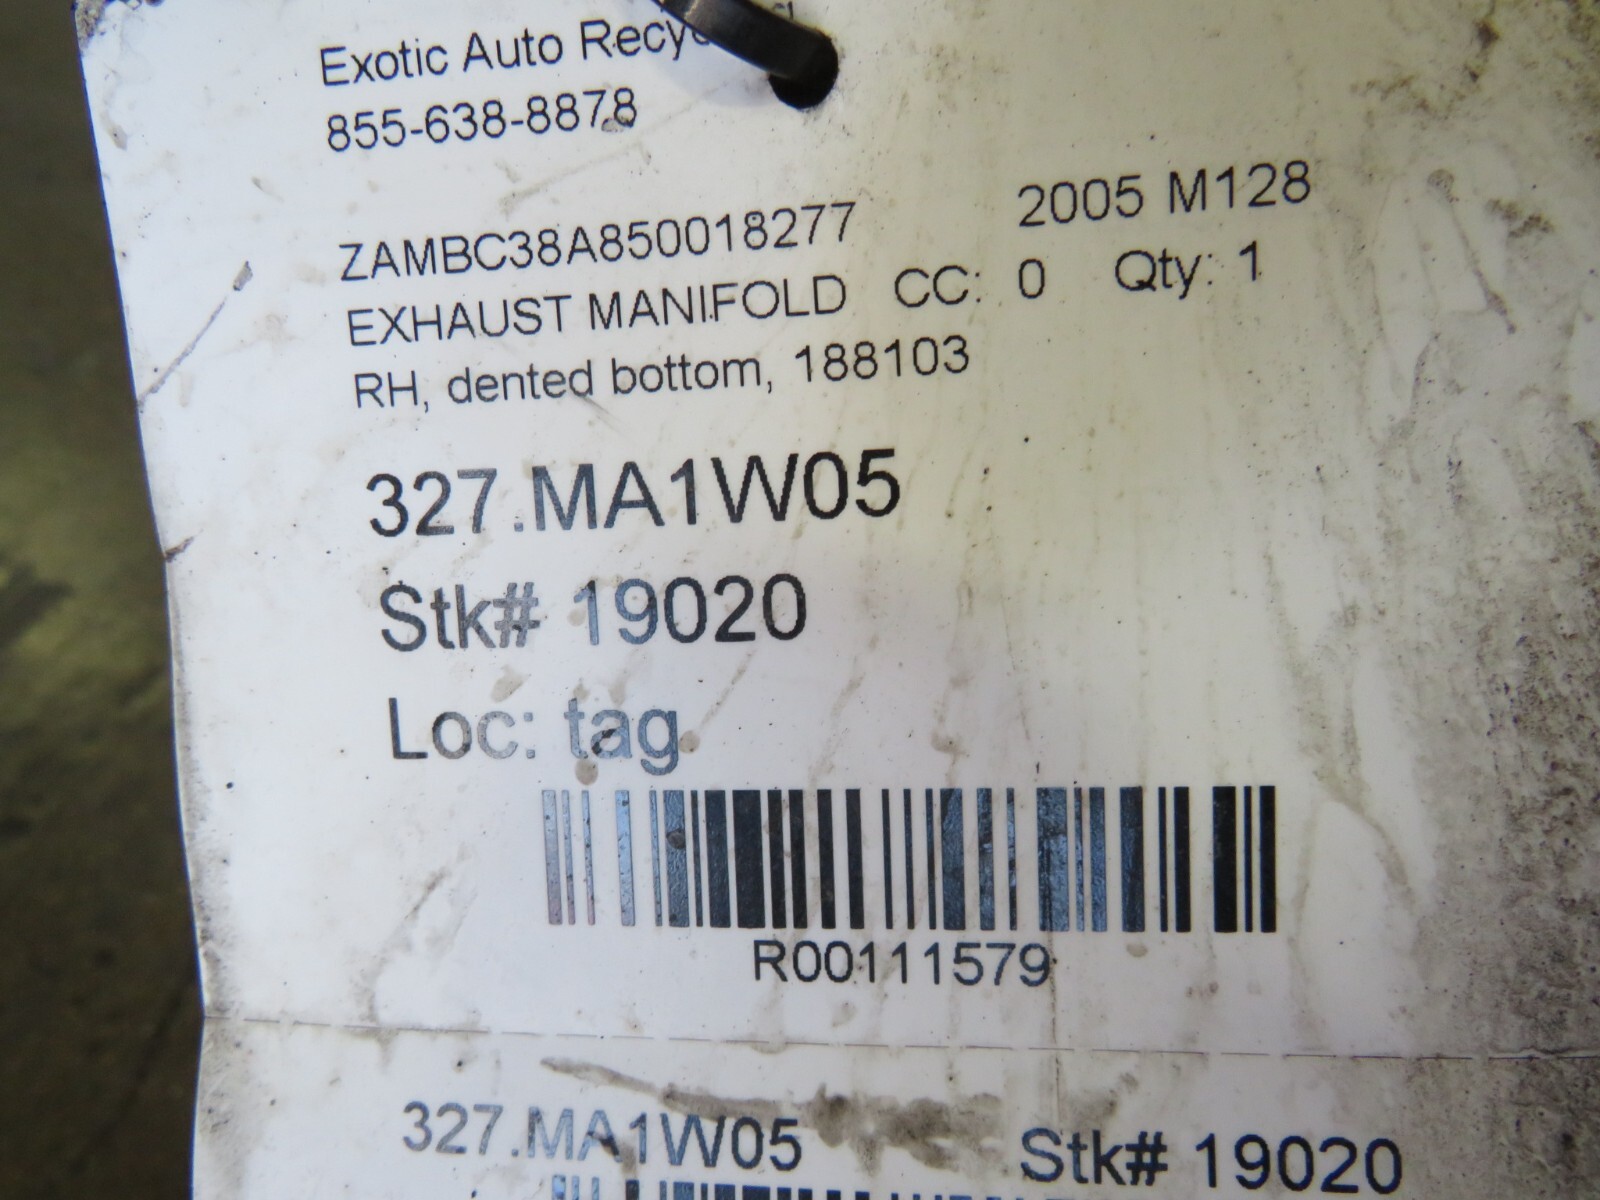 Exotic Auto
855-638-8878
ZAMBC38A850018277 2005 M128
EXHAUST MANIFOLD CC: 0 Qty: 1
RH, dented bottom, 188103
327.MA1W05
Stk# 19020
Loc: tag
R00111579
327.MA1W05 Stk# 19020